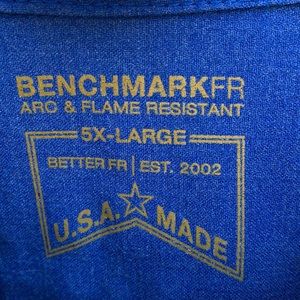 BENCHMARKFR
ARC & FLAME RESISTANT
5X-LARGE
BETTER FR | EST. 2002
U.S.A. MADE